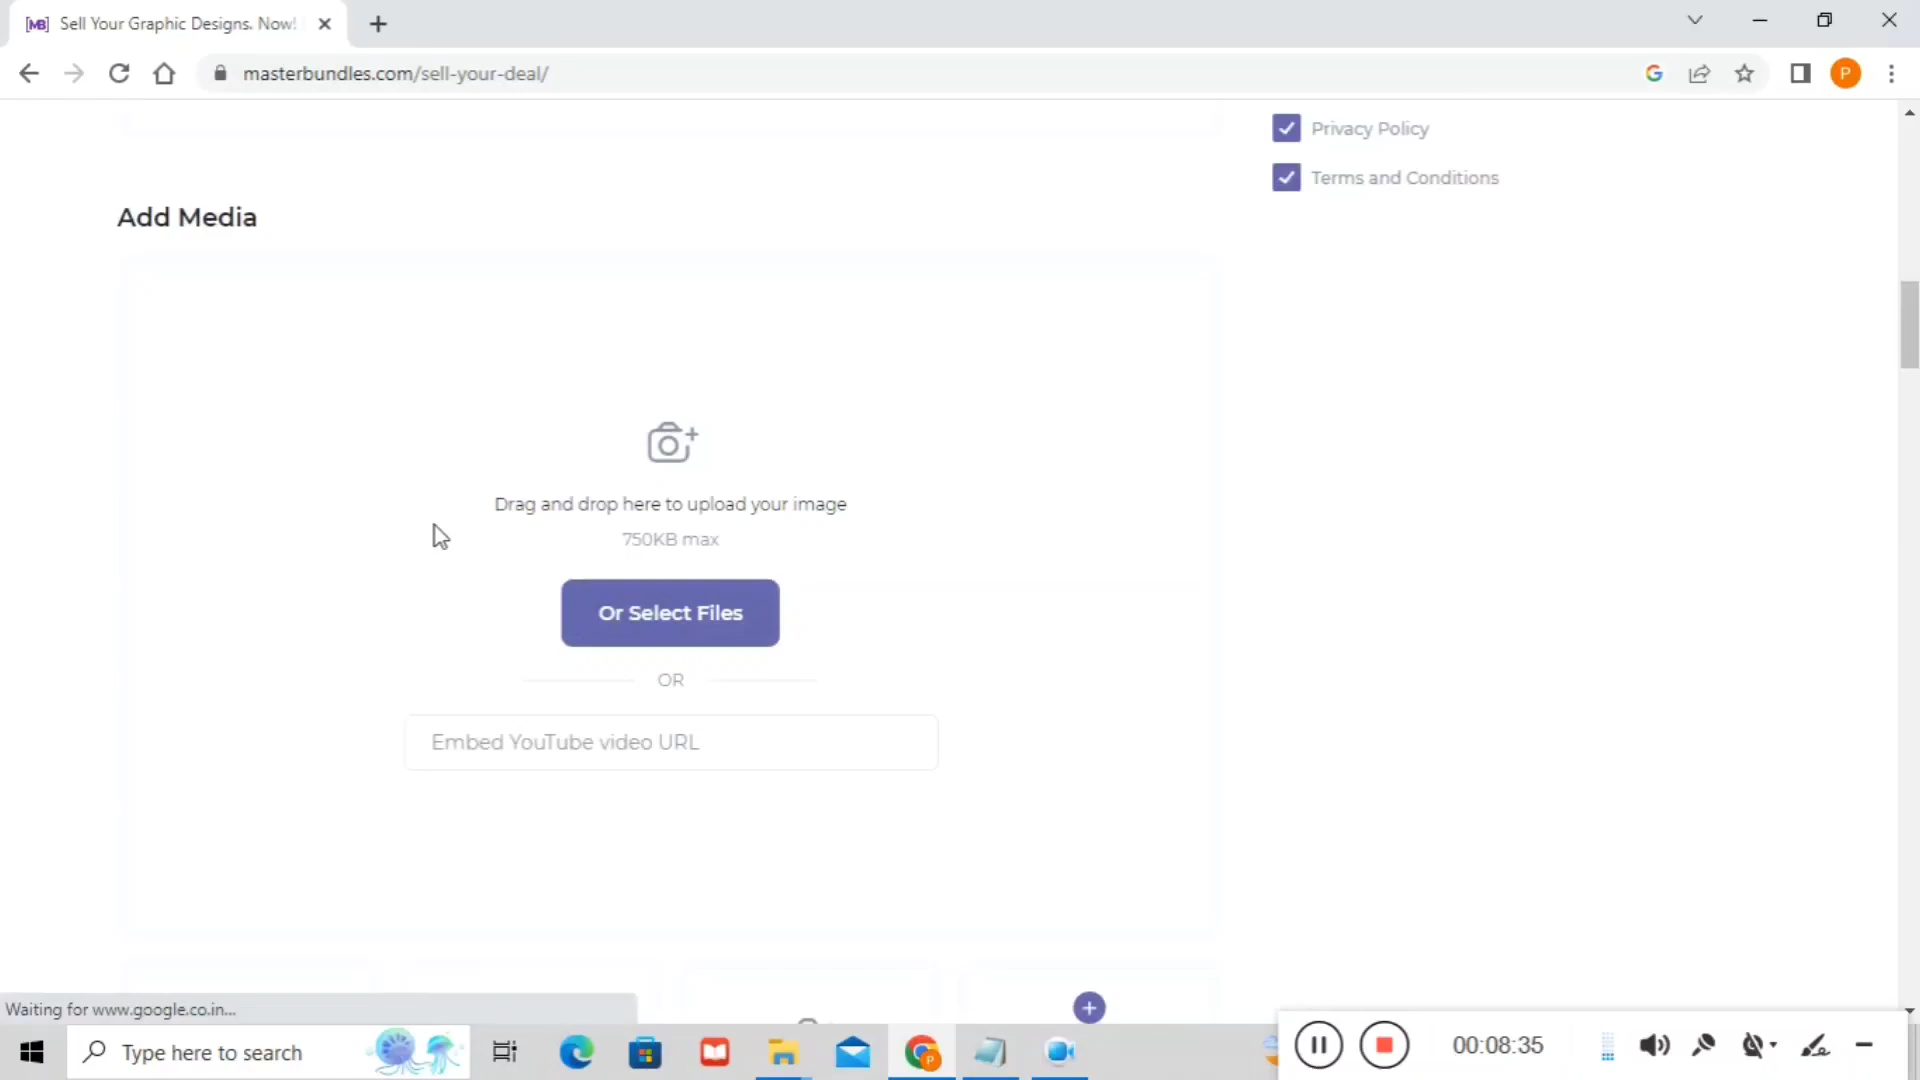 [MB] Sell Your Graphic Designs. Now!
masterbundles.com/sell-your-deal/
P
Privacy Policy
Terms and Conditions
Add Media
Drag and drop here to upload your image
750KB max
Or Select Files
OR
Embed YouTube video URL
Waiting for www.google.co.in...
Type here to search
P
00:08:35